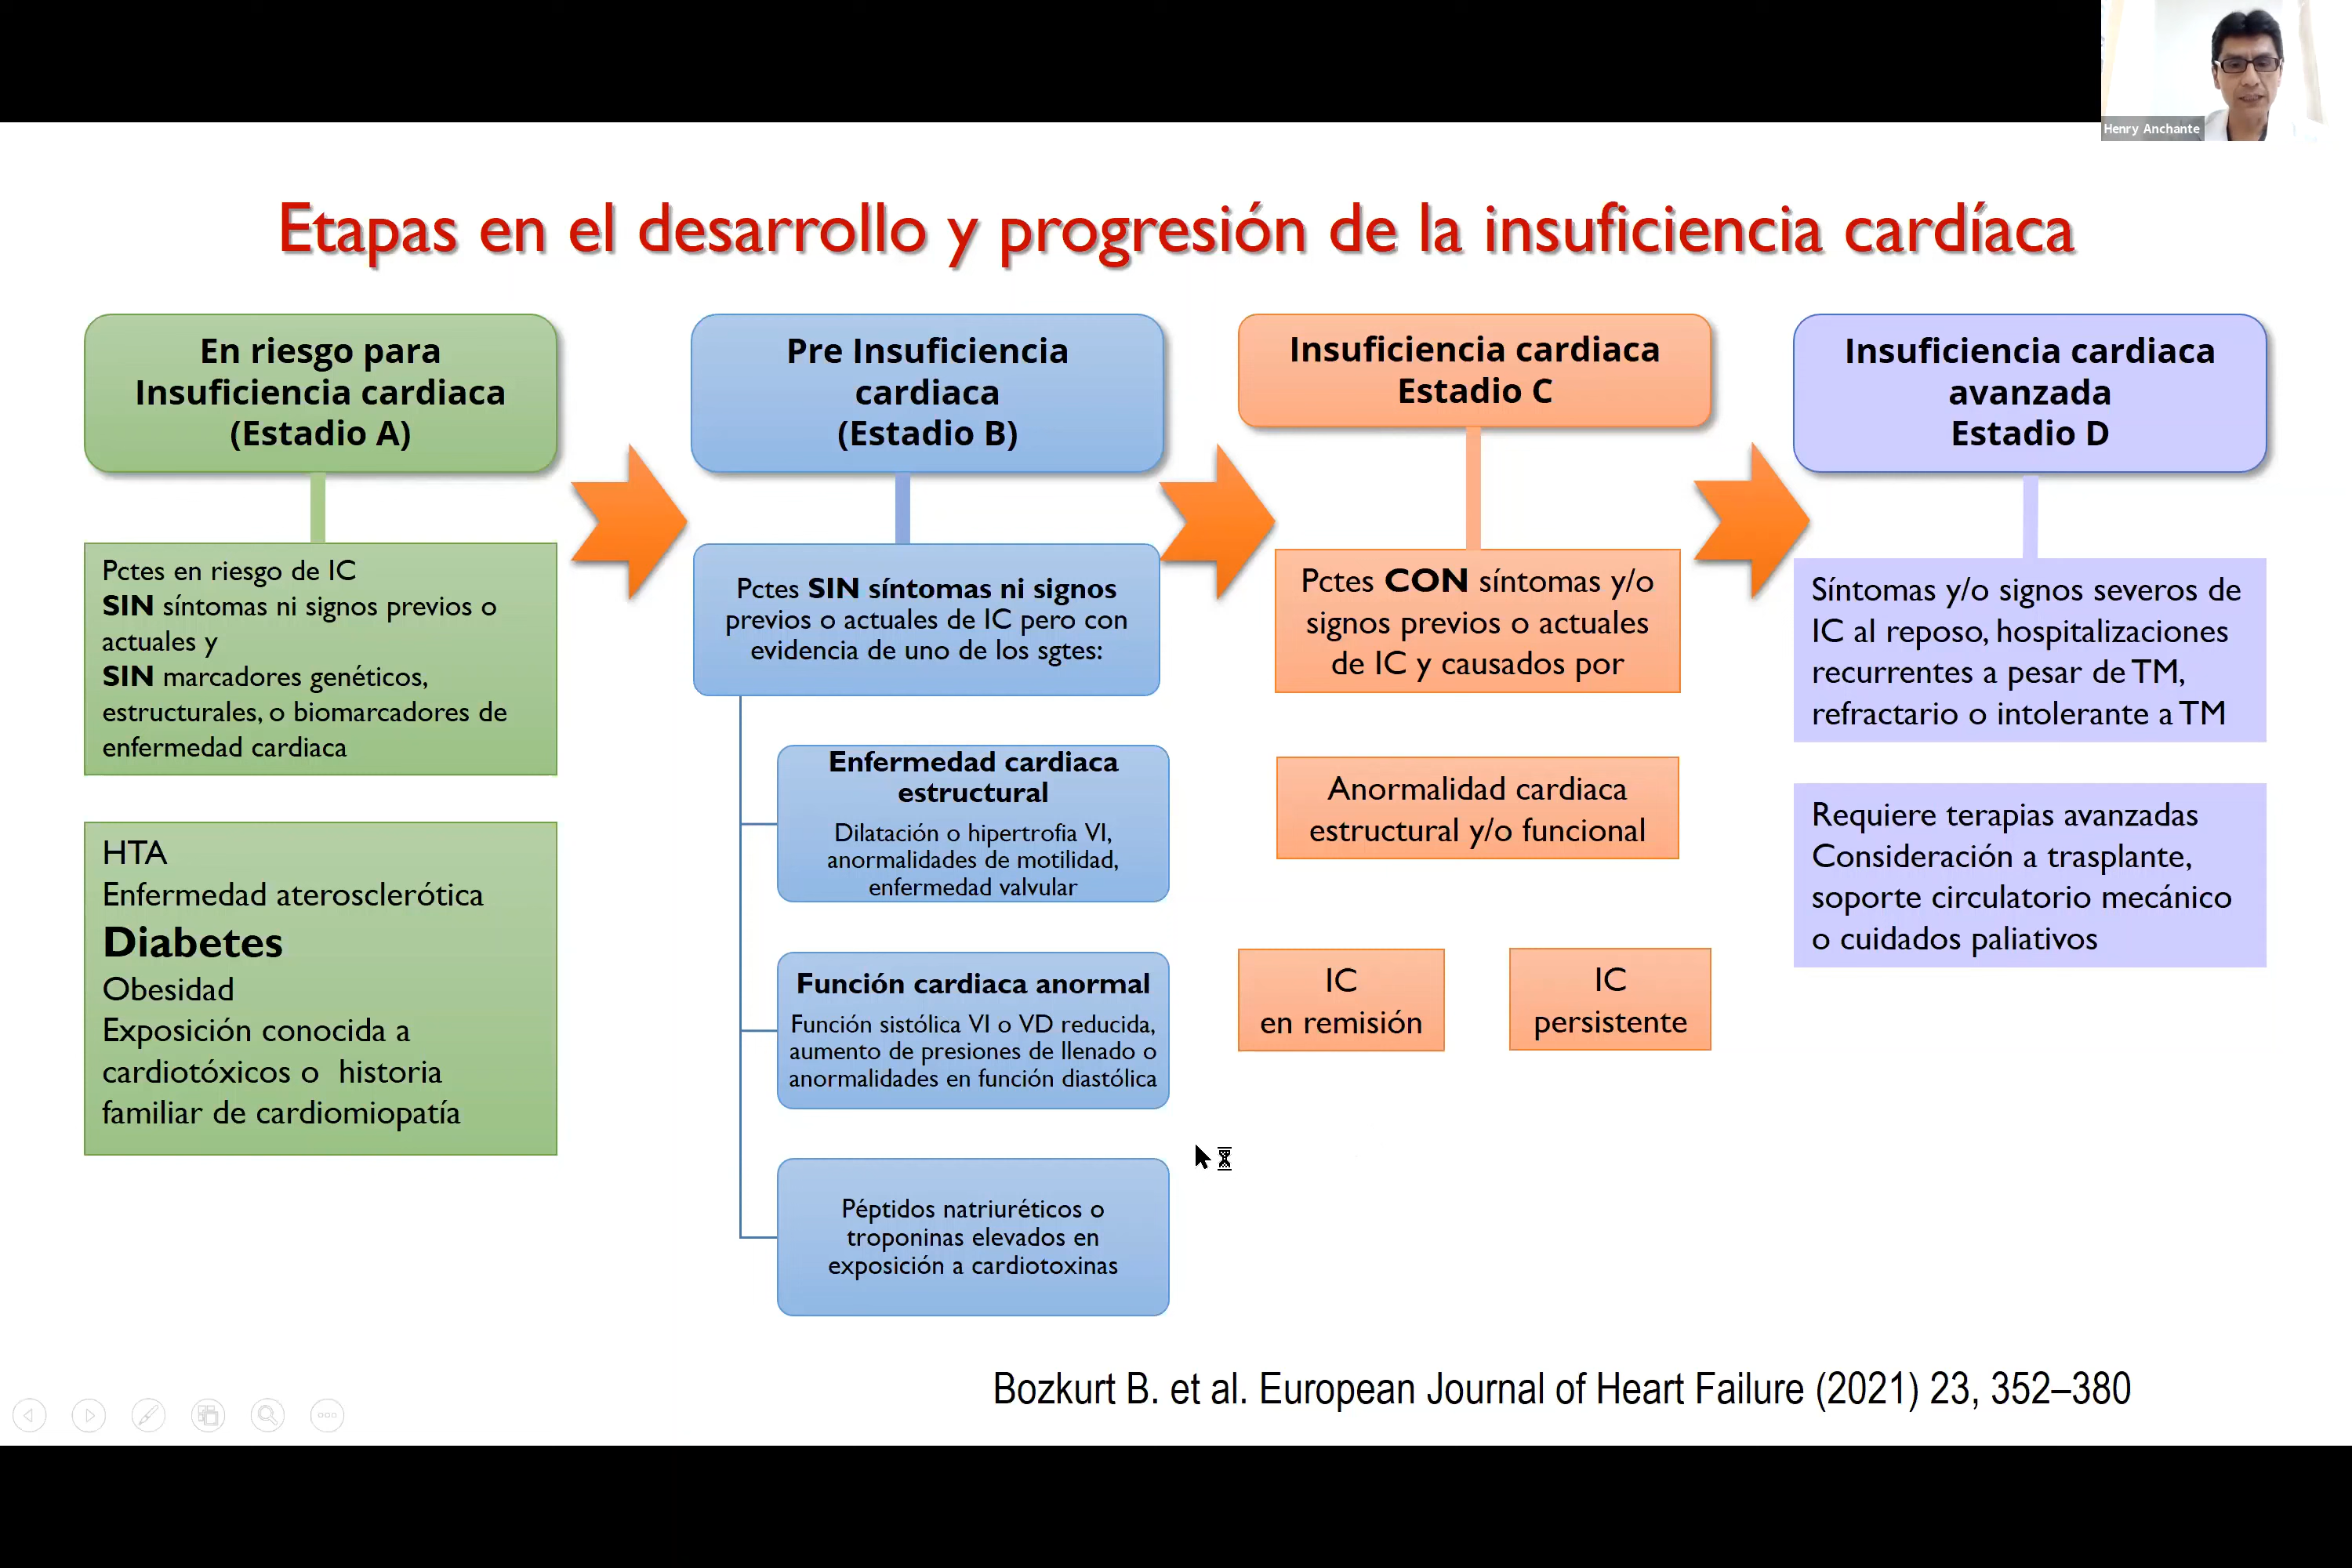 Henry Anchante
Etapas en el desarrollo y progresión de la insuficiencia cardíaca
En riesgo para
Insuficiencia cardiaca
(Estadio A)
Pctes en riesgo de IC
SIN síntomas ni signos previos o
actuales y
SIN marcadores genéticos,
estructurales, o biomarcadores de
enfermedad cardiaca
HTA
Enfermedad aterosclerótica
Diabetes
Obesidad
Exposición conocida a
cardiotóxicos o historia
familiar de cardiomiopatía
Pre Insuficiencia
cardiaca
(Estadio B)
Pctes SIN síntomas ni signos
previos o actuales de IC pero con
evidencia de uno de los sgtes:
Enfermedad cardiaca
estructural
Dilatación o hipertrofia VI,
anormalidades de motilidad,
enfermedad valvular
Función cardiaca anormal
Función sistólica VI o VD reducida,
aumento de presiones de llenado o
anormalidades en función diastólica
Péptidos natriuréticos o
troponinas elevados en
exposición a cardiotoxinas
Insuficiencia cardiaca
Estadio C
Pctes CON síntomas y/o
signos previos o actuales
de IC y causados por
Anormalidad cardiaca
estructural y/o funcional
IC
en remisión
IC
persistente
Insuficiencia cardiaca
avanzada
Estadio D
Síntomas y/o signos severos de
IC al reposo, hospitalizaciones
recurrentes a pesar de TM,
refractario o intolerante a TM
Requiere terapias avanzadas
Consideración a trasplante,
soporte circulatorio mecánico
o cuidados paliativos
Bozkurt B. et al. European Journal of Heart Failure (2021) 23, 352–380